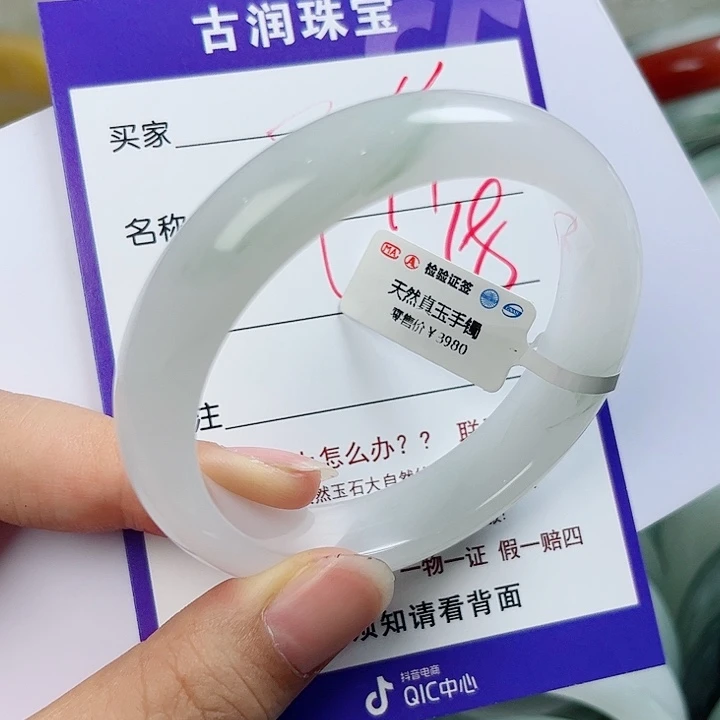 古润珠宝
买家
名称
MA A 检验证签
天然真玉手镯
零售价￥3980
注
怎么办？？ 联
然玉石大自然
一物一证 假一赔四
须知请看背面
抖音电商
QIC中心